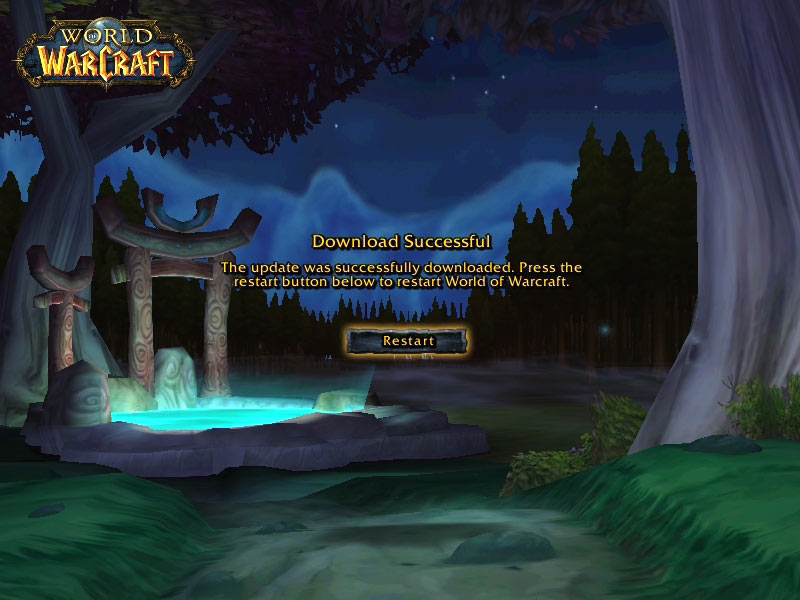 WORLD
OF
WARCRAFT
Download Successful
The update was successfully downloaded. Press the
restart button below to restart World of Warcraft.
Restart